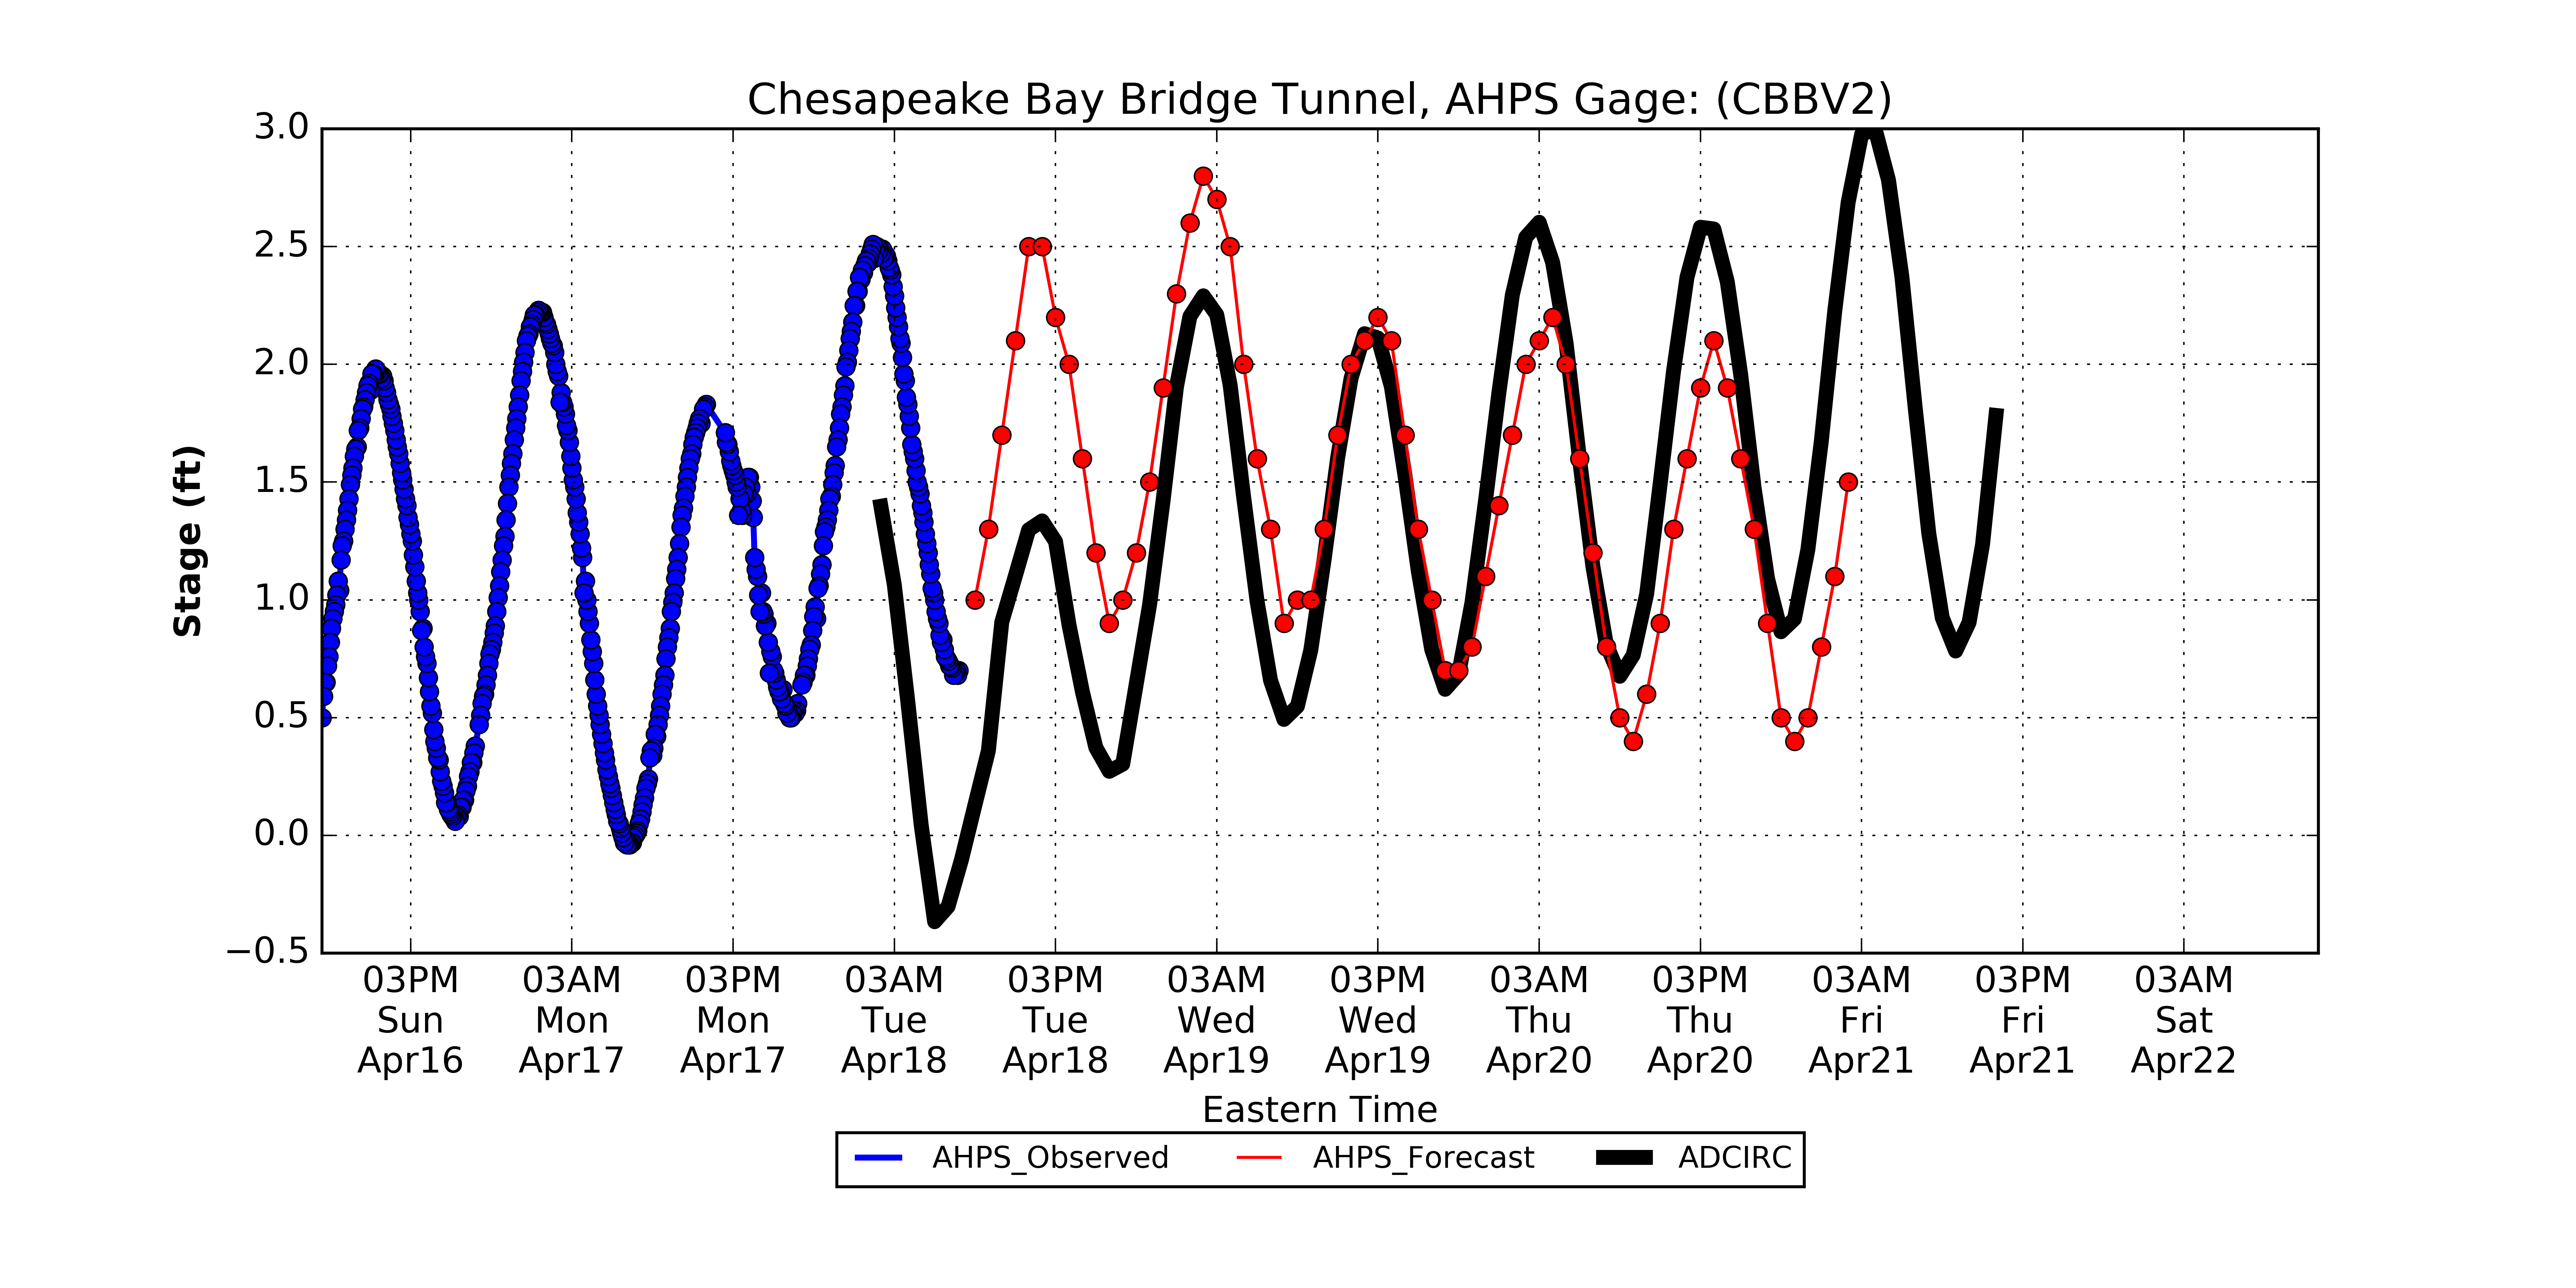 Chesapeake Bay Bridge Tunnel, AHPS Gage: (CBBV2)
3.0
2.5
2.0
1.5
1.0
0.5
0.0
−0.5
Stage (ft)
03PM 03AM 03PM 03AM 03PM 03AM 03PM 03AM 03PM 03AM 03PM 03AM
Sun Mon Mon Tue Tue Wed Wed Thu Thu Fri Fri Sat
Apr16 Apr17 Apr17 Apr18 Apr18 Apr19 Apr19 Apr20 Apr20 Apr21 Apr21 Apr22
Eastern Time
AHPS_Observed AHPS_Forecast ADCIRC